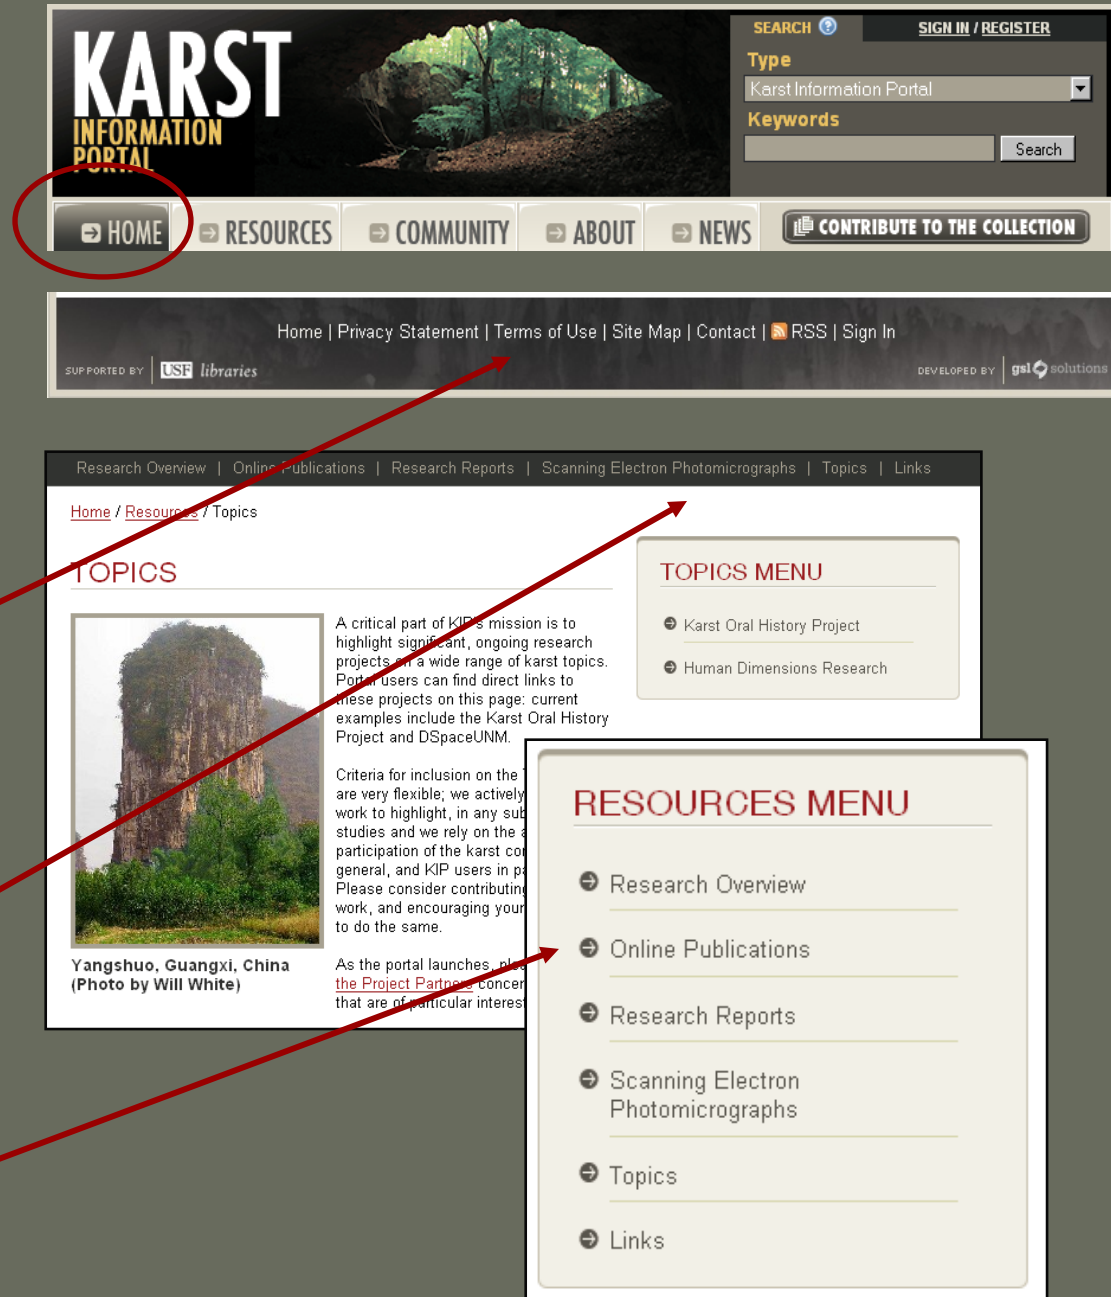 KARST
INFORMATION
PORTAL
SEARCH ?
SIGN IN / REGISTER
Type
Karst Information Portal
Keywords
Search
HOME
RESOURCES
COMMUNITY
ABOUT
NEWS
CONTRIBUTE TO THE COLLECTION
Home | Privacy Statement | Terms of Use | Site Map | Contact | RSS | Sign In
SUPPORTED BY USF libraries
DEVELOPED BY gsl solutions
Research Overview | Online Publications | Research Reports | Scanning Electron Photomicrographs | Topics | Links
Home / Resources / Topics
TOPICS
A critical part of KIP's mission is to
highlight significant, ongoing research
projects on a wide range of karst topics.
Portal users can find direct links to
these projects on this page: current
examples include the Karst Oral History
Project and DSpaceUNM.
Criteria for inclusion on the
are very flexible; we actively
work to highlight, in any
studies and we rely on the
participation of the karst
general, and KIP users in
Please consider contributing
work, and encouraging your
to do the same.
As the portal launches,
the Project Partners
that are of particular interest
Yangshuo, Guangxi, China
(Photo by Will White)
TOPICS MENU
Karst Oral History Project
Human Dimensions Research
RESOURCES MENU
Research Overview
Online Publications
Research Reports
Scanning Electron
Photomicrographs
Topics
Links